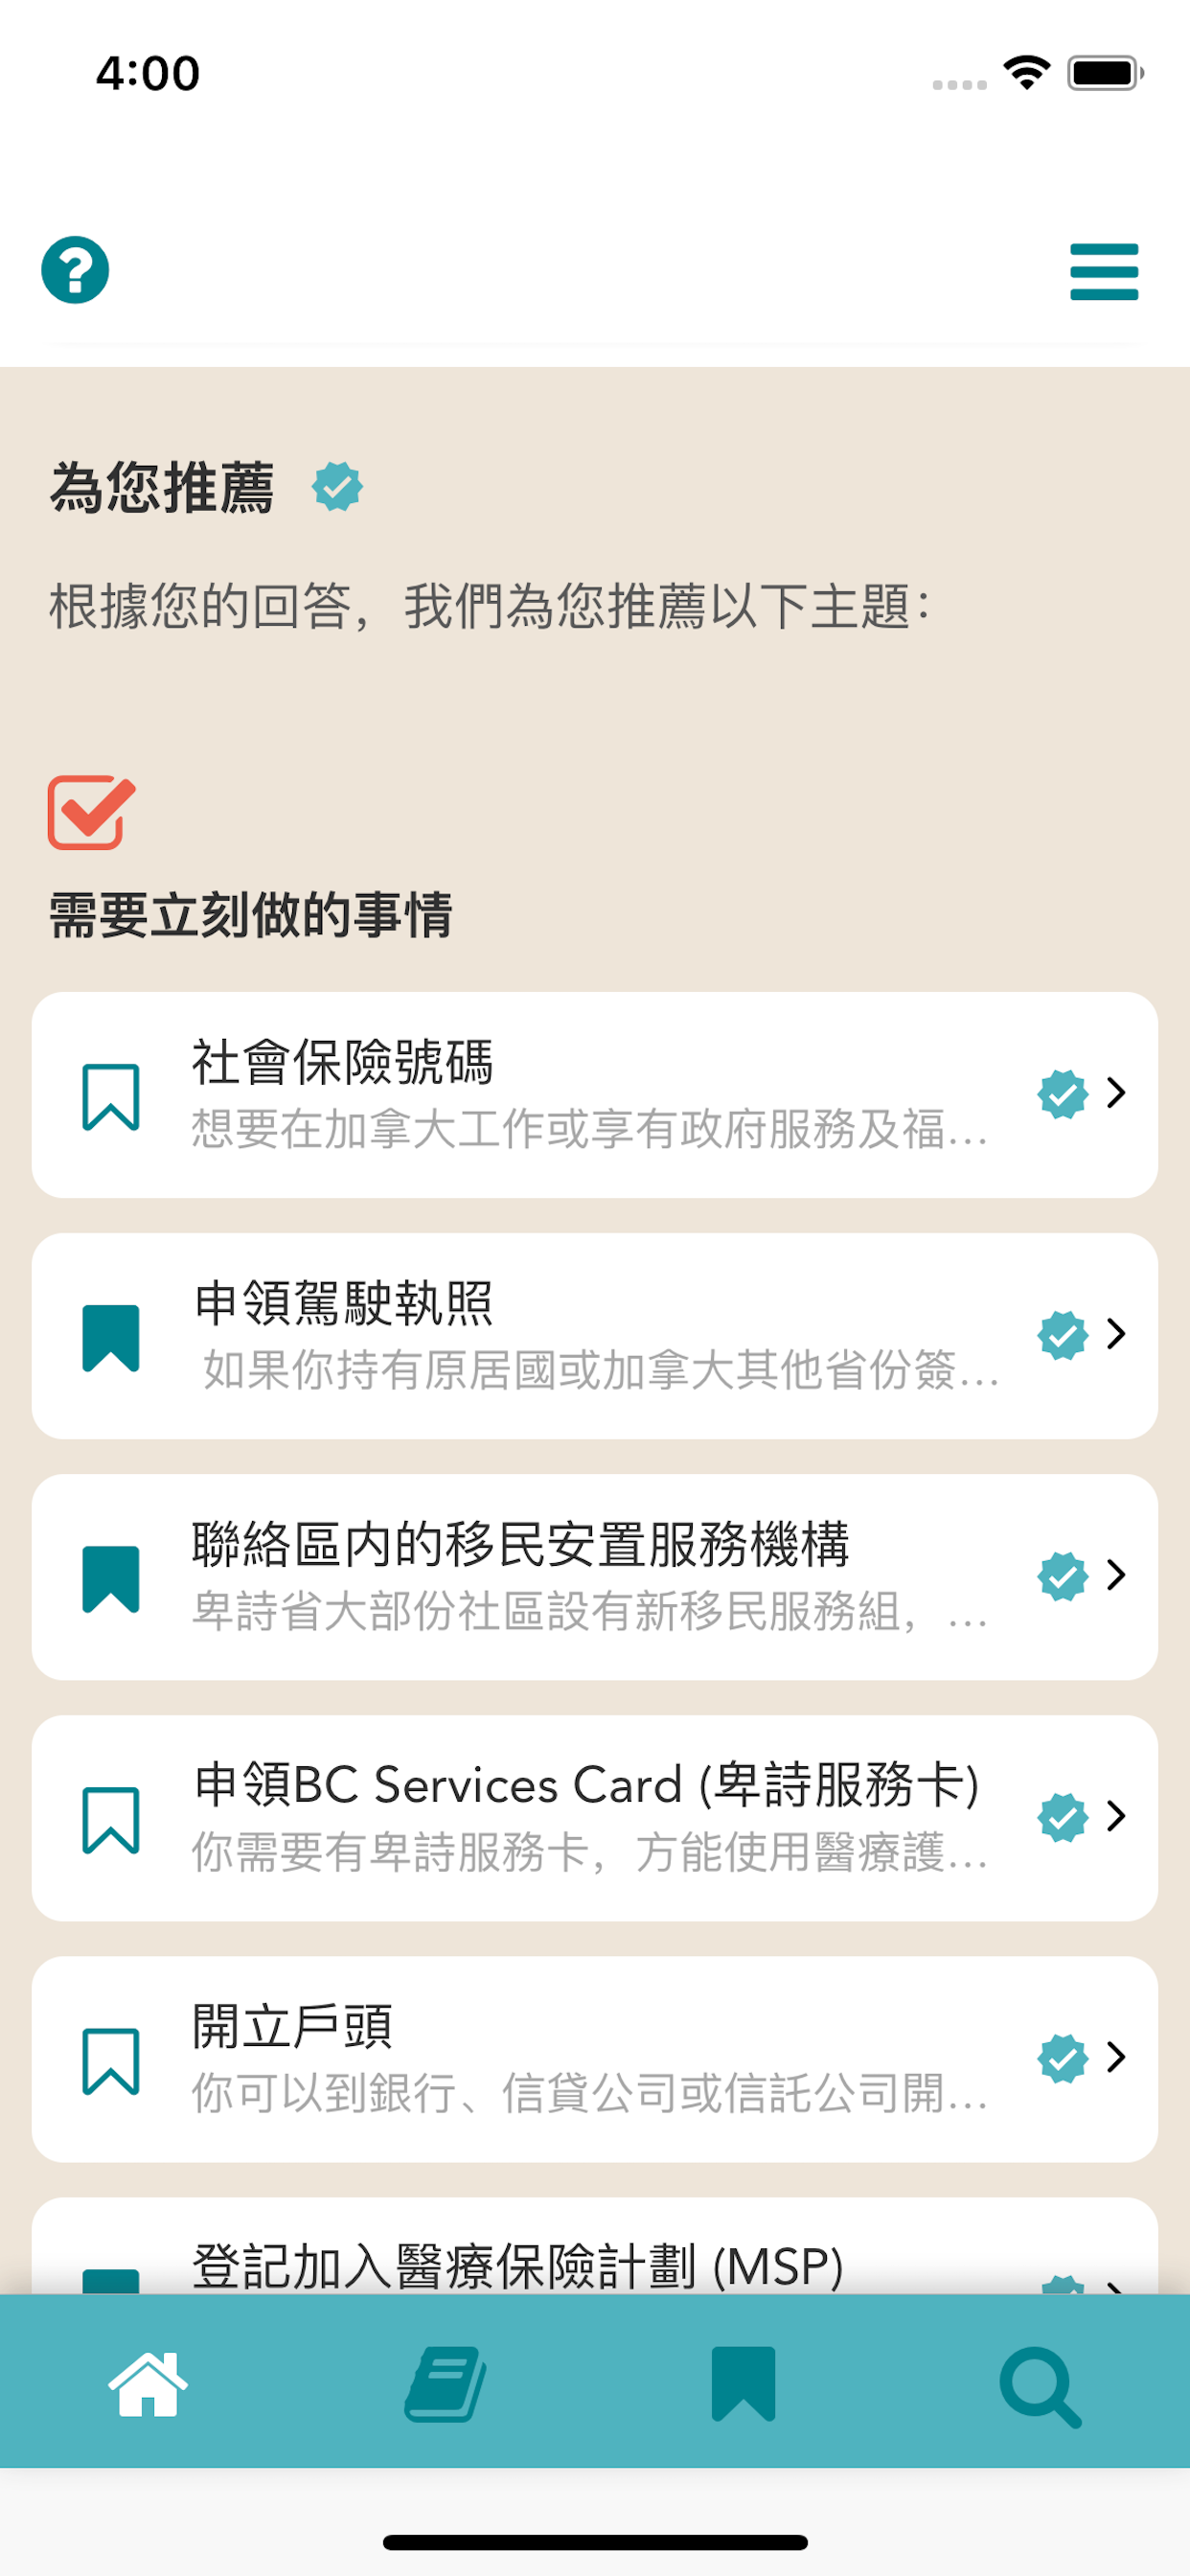 4:00
為您推薦
根據您的回答，我們為您推薦以下主題：
需要立刻做的事情
社會保險號碼
想要在加拿大工作或享有政府服務及福...
申領駕駛執照
如果你持有原居國或加拿大其他省份簽...
聯絡區內的移民安置服務機構
卑詩省大部份社區設有新移民服務組，...
申領BC Services Card (卑詩服務卡)
你需要有卑詩服務卡，方能使用醫療護...
開立戶頭
你可以到銀行、信貸公司或信託公司開...
登記加入醫療保險計劃 (MSP)